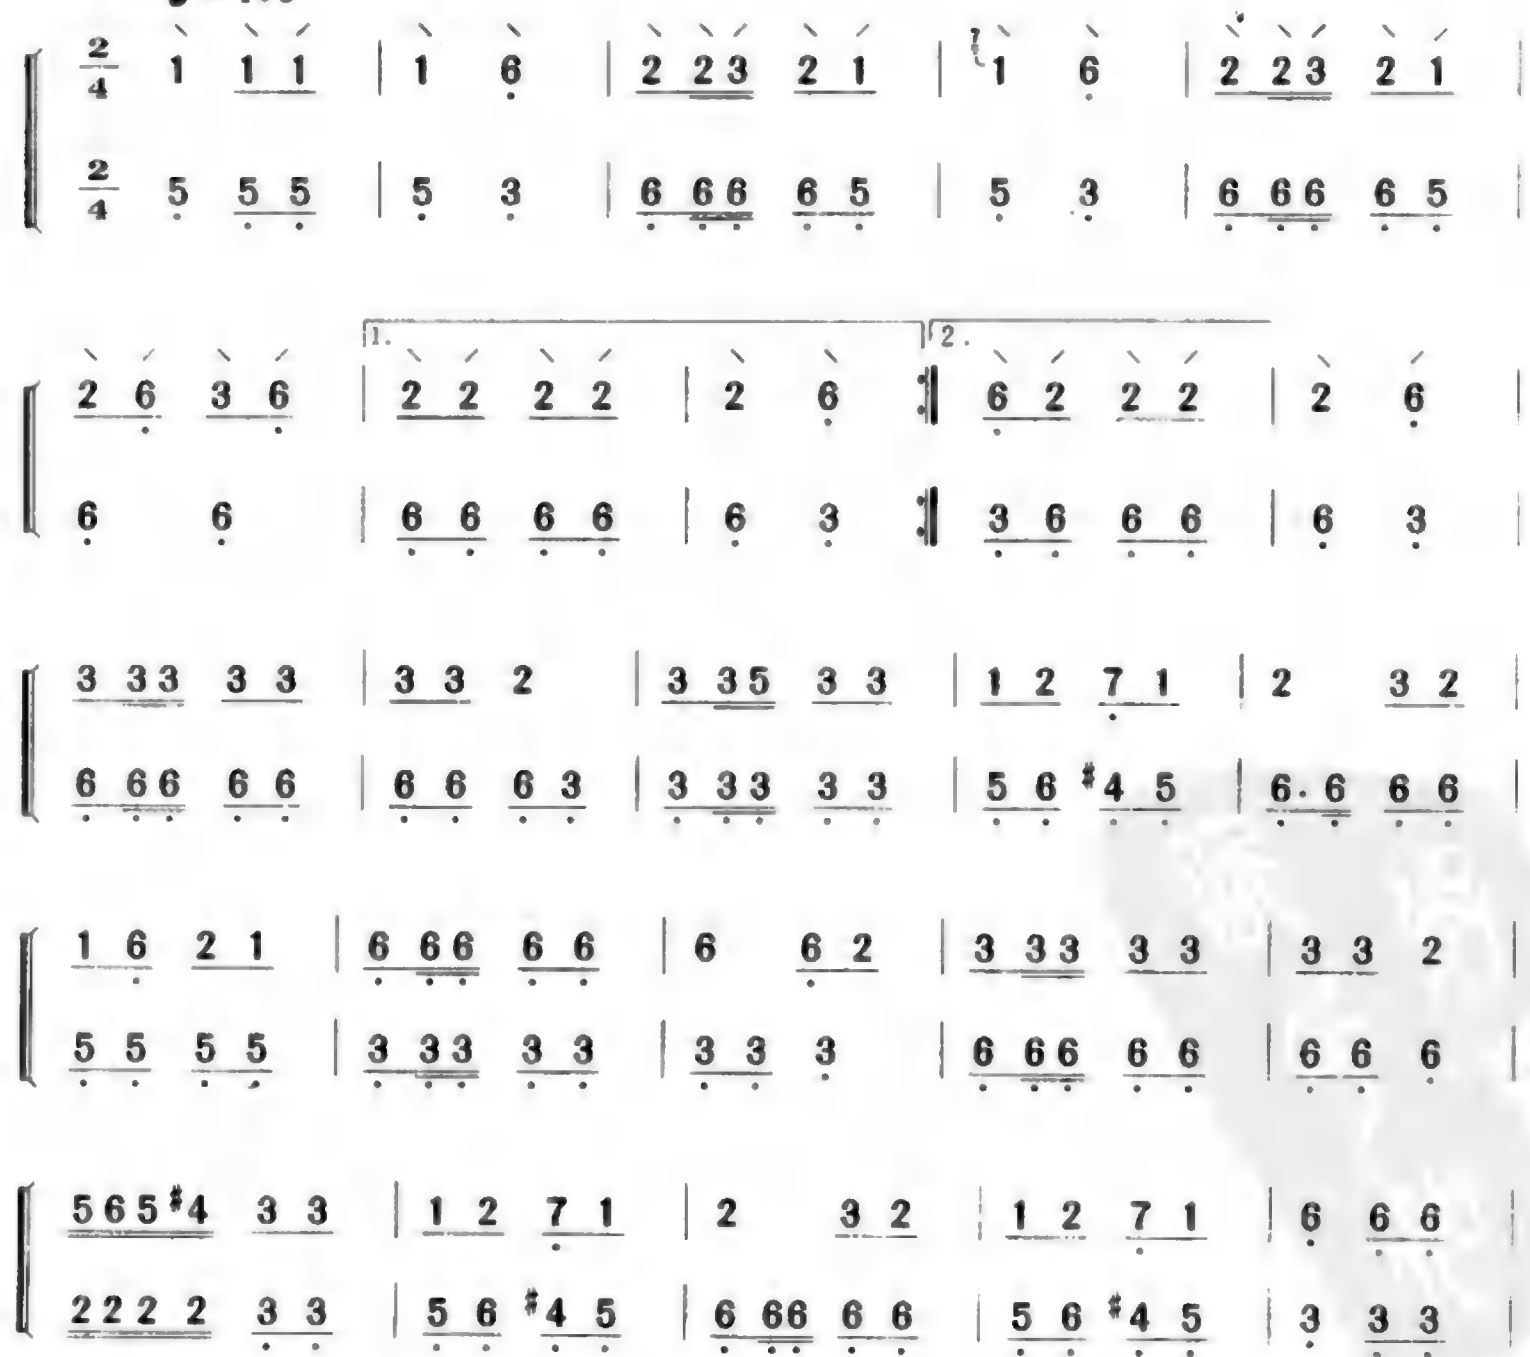 2/4 1 1 1 | 1 6̣ | 2 2 3 2 1 | 1 6̣ | 2 2 3 2 1 |
2/4 5̣ 5̣ 5̣ | 5̣ 3̣ | 6̣ 6̣ 6̣ 6̣ 5̣ | 5̣ 3̣ | 6̣ 6̣ 6̣ 6̣ 5̣ |
1. 2.
2 6̣ 3 6̣ | 2 2 2 2 | 2 6̣ :‖ 6̣ 2 2 2 | 2 6̣ |
6̣ 6̣ | 6̣ 6̣ 6̣ 6̣ | 6̣ 3̣ :‖ 3̣ 6̣ 6̣ 6̣ | 6̣ 3̣ |
3 3 3 3 3 | 3 3 2 | 3 3 5 3 3 | 1 2 7̣ 1 | 2 3 2 |
6̣ 6̣ 6̣ 6̣ 6̣ | 6̣ 6̣ 6̣ 3̣ | 3̣ 3̣ 3̣ 3̣ 3̣ | 5̣ 6̣ #4̣ 5̣ | 6̣. 6̣ 6̣ 6̣ |
1 6̣ 2 1 | 6̣ 6̣ 6̣ 6̣ 6̣ | 6 6̣ 2 | 3 3 3 3 3 | 3 3 2 |
5̣ 5̣ 5̣ 5̣ | 3̣ 3̣ 3̣ 3̣ 3̣ | 3̣ 3̣ 3̣ | 6̣ 6̣ 6̣ 6̣ 6̣ | 6̣ 6̣ 6̣ |
5 6 5 #4 3 3 | 1 2 7̣ 1 | 2 3 2 | 1 2 7̣ 1 | 6̣ 6̣ 6̣ |
2 2 2 2 3̣ 3̣ | 5̣ 6̣ #4̣ 5̣ | 6̣ 6̣ 6̣ 6̣ 6̣ | 5̣ 6̣ #4̣ 5̣ | 3̣ 3̣ 3̣ |